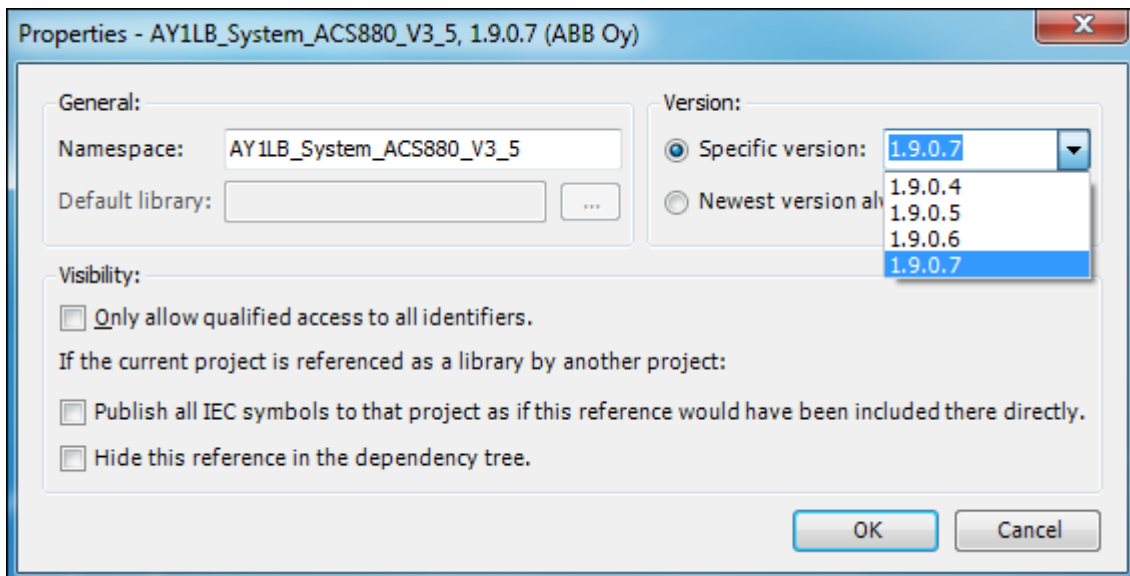 Properties - AY1LB_System_ACS880_V3_5, 1.9.0.7 (ABB Oy)
General:
Namespace: AY1LB_System_ACS880_V3_5
Default library: ...
Version:
Specific version: 1.9.0.7
Newest version
1.9.0.4
1.9.0.5
1.9.0.6
1.9.0.7
Visibility:
Only allow qualified access to all identifiers.
If the current project is referenced as a library by another project:
Publish all IEC symbols to that project as if this reference would have been included there directly.
Hide this reference in the dependency tree.
OK Cancel